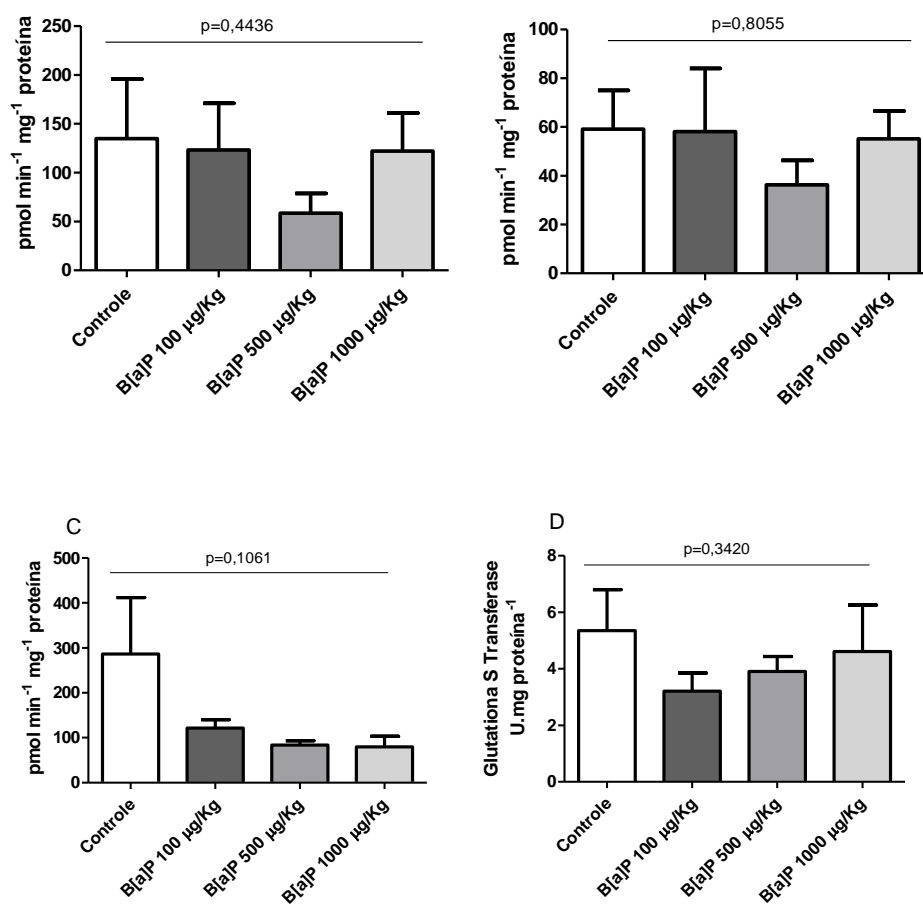 p=0,4436
pmol min⁻¹ mg⁻¹ proteína
250
200
150
100
50
0
Controle
B[a]P 100 µg/Kg
B[a]P 500 µg/Kg
B[a]P 1000 µg/Kg
p=0,8055
pmol min⁻¹ mg⁻¹ proteína
100
80
60
40
20
0
Controle
B[a]P 100 µg/Kg
B[a]P 500 µg/Kg
B[a]P 1000 µg/Kg
C
p=0,1061
pmol min⁻¹ mg⁻¹ proteína
500
400
300
200
100
0
Controle
B[a]P 100 µg/Kg
B[a]P 500 µg/Kg
B[a]P 1000 µg/Kg
D
p=0,3420
Glutationa S Transferase
U.mg proteína⁻¹
8
6
4
2
0
Controle
B[a]P 100 µg/Kg
B[a]P 500 µg/Kg
B[a]P 1000 µg/Kg